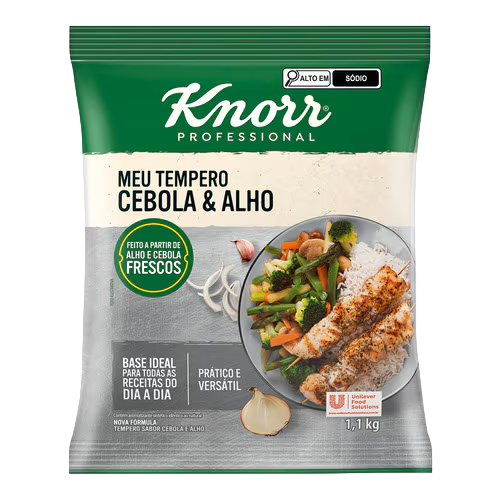 ALTO EM SÓDIO
Knorr®
PROFESSIONAL
MEU TEMPERO
CEBOLA & ALHO
FEITO A PARTIR DE
ALHO E CEBOLA
FRESCOS
BASE IDEAL
PARA TODAS AS
RECEITAS DO
DIA A DIA
PRÁTICO E
VERSÁTIL
Unilever
Food
Solutions
1,1 kg
NOVA FÓRMULA
TEMPERO SABOR CEBOLA E ALHO